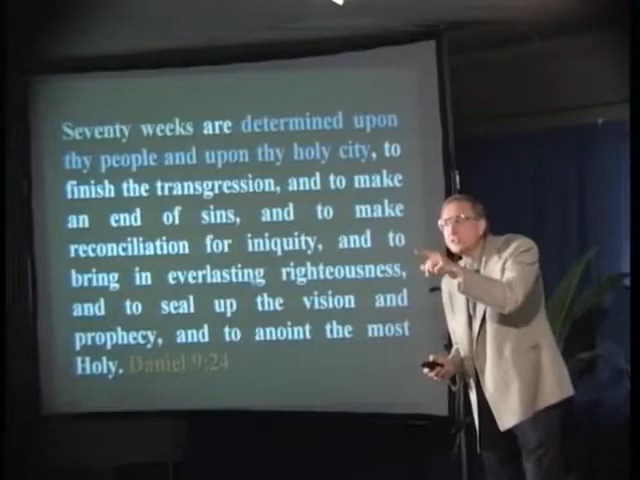 Seventy weeks are determined upon
thy people and upon thy holy city, to
finish the transgression, and to make
an end of sins, and to make
reconciliation for iniquity, and to
bring in everlasting righteousness,
and to seal up the vision and
prophecy, and to anoint the most
Holy. Daniel 9:24